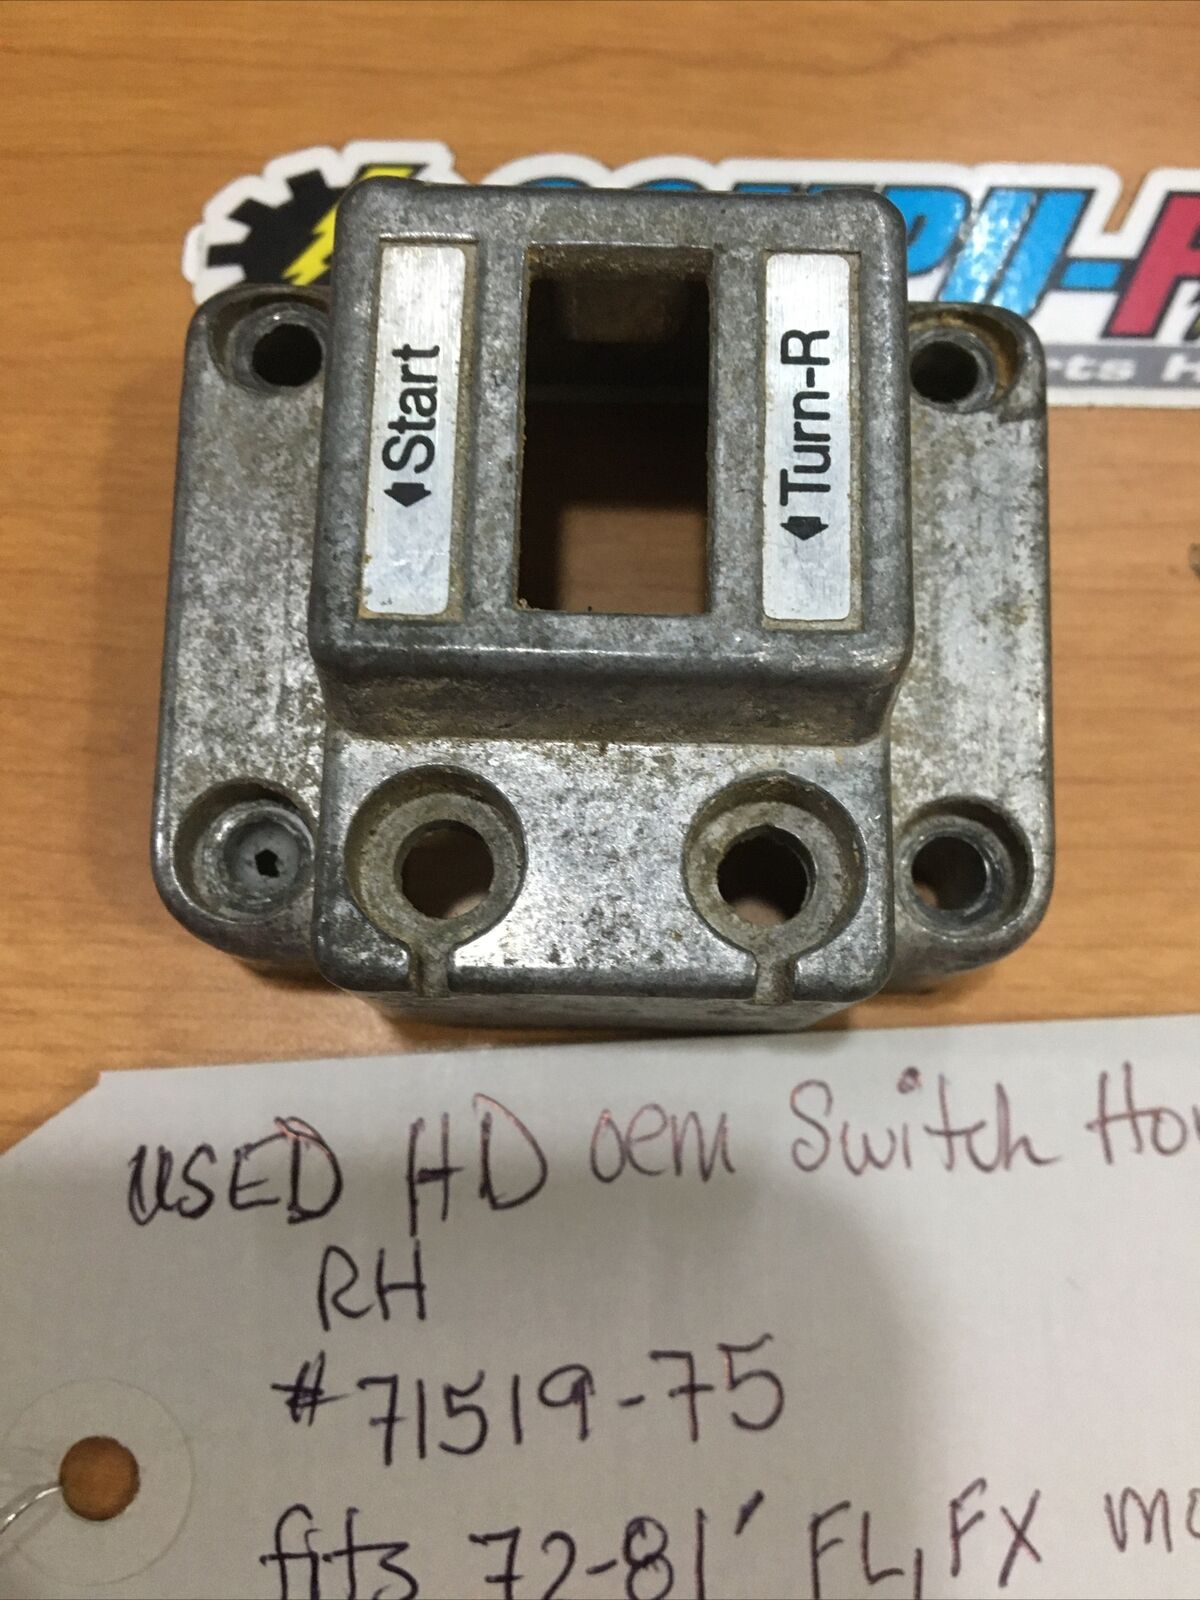 Start
Turn-R
USED HD oem Switch
RH
#71519-75
fits 72-81' FL, FX